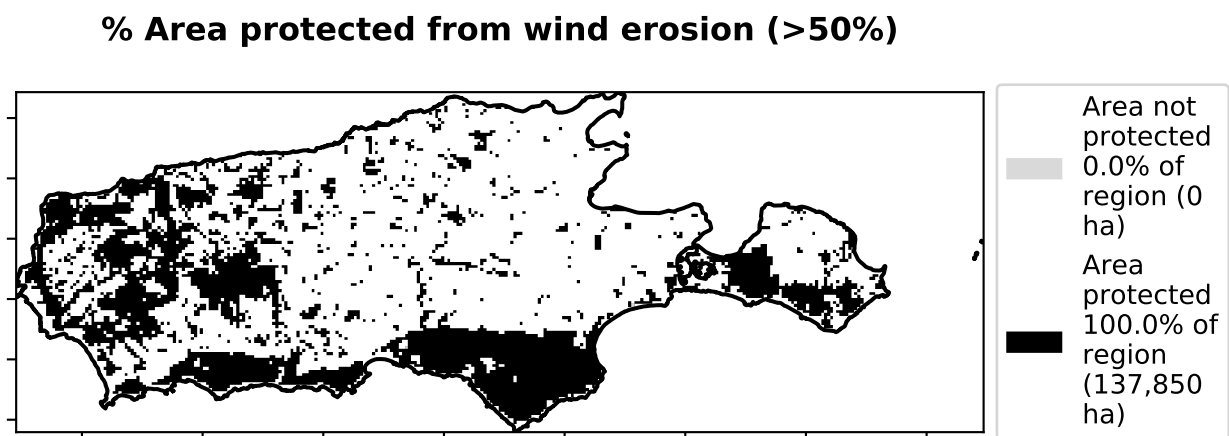 % Area protected from wind erosion (>50%)
Area not
protected
0.0% of
region (0
ha)
Area
protected
100.0% of
region
(137,850
ha)